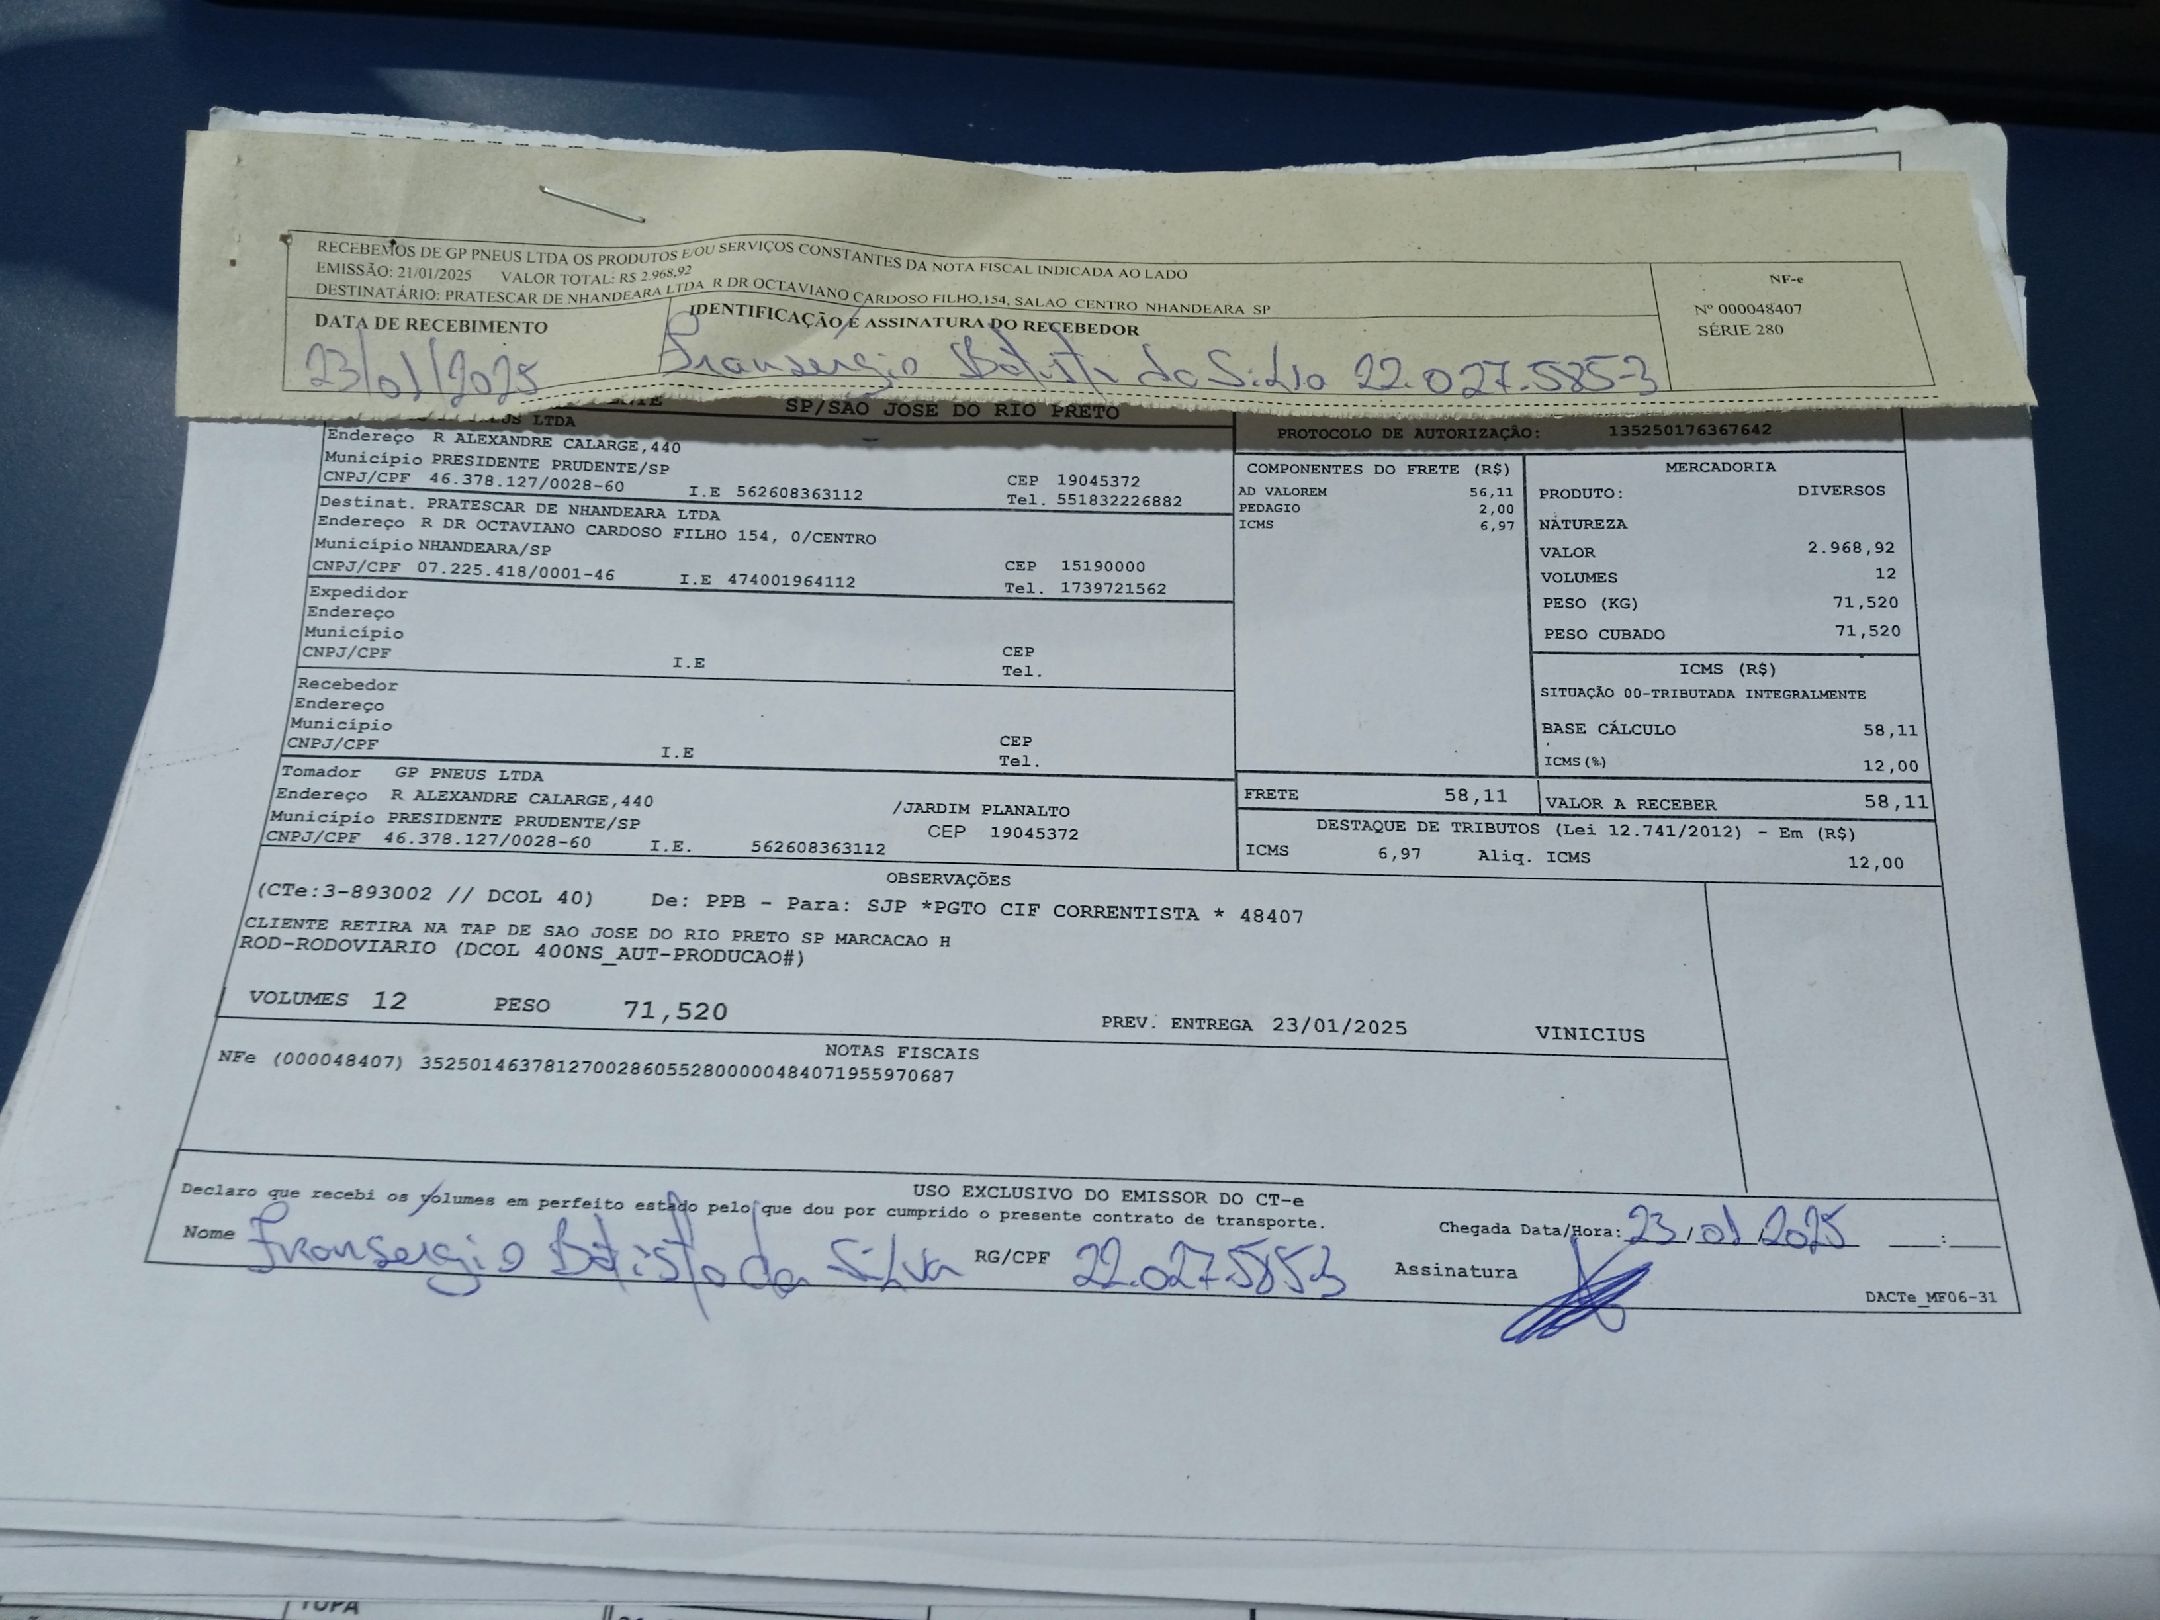 RECEBEMOS DE GP PNEUS LTDA OS PRODUTOS E/OU SERVIÇOS CONSTANTES DA NOTA FISCAL INDICADA AO LADO
EMISSÃO: 21/01/2025 VALOR TOTAL: R$ 2.968,92
DESTINATÁRIO: PRATESCAR DE NHANDEARA LTDA R DR OCTAVIANO CARDOSO FILHO,154, SALAO CENTRO NHANDEARA SP
DATA DE RECEBIMENTO
23/01/2025
IDENTIFICAÇÃO E ASSINATURA DO RECEBEDOR
Fransérgio Batista da Silva 22.027.585-3
NF-e
Nº 000048407
SÉRIE 280
SP/SAO JOSE DO RIO PRETO
LTDA
Endereço R ALEXANDRE CALARGE,440
Município PRESIDENTE PRUDENTE/SP CEP 19045372
CNPJ/CPF 46.378.127/0028-60 I.E 562608363112 Tel. 551832226882
Destinat. PRATESCAR DE NHANDEARA LTDA
Endereço R DR OCTAVIANO CARDOSO FILHO 154, 0/CENTRO
Município NHANDEARA/SP CEP 15190000
CNPJ/CPF 07.225.418/0001-46 I.E 474001964112 Tel. 1739721562
Expedidor
Endereço
Município CEP
CNPJ/CPF I.E Tel.
Recebedor
Endereço
Município CEP
CNPJ/CPF I.E Tel.
Tomador GP PNEUS LTDA
Endereço R ALEXANDRE CALARGE,440 /JARDIM PLANALTO
Município PRESIDENTE PRUDENTE/SP CEP 19045372
CNPJ/CPF 46.378.127/0028-60 I.E. 562608363112
PROTOCOLO DE AUTORIZAÇÃO: 135250176367642
COMPONENTES DO FRETE (R$)
AD VALOREM 56,11
PEDAGIO 2,00
ICMS 6,97
MERCADORIA
PRODUTO: DIVERSOS
NATUREZA
VALOR 2.968,92
VOLUMES 12
PESO (KG) 71,520
PESO CUBADO 71,520
ICMS (R$)
SITUAÇÃO 00-TRIBUTADA INTEGRALMENTE
BASE CÁLCULO 58,11
ICMS(%) 12,00
FRETE 58,11
VALOR A RECEBER 58,11
DESTAQUE DE TRIBUTOS (Lei 12.741/2012) - Em (R$)
ICMS 6,97 Aliq. ICMS 12,00
OBSERVAÇÕES
(CTe:3-893002 // DCOL 40) De: PPB - Para: SJP *PGTO CIF CORRENTISTA * 48407
CLIENTE RETIRA NA TAP DE SAO JOSE DO RIO PRETO SP MARCACAO H
ROD-RODOVIARIO (DCOL 400NS_AUT-PRODUCAO#)
VOLUMES 12 PESO 71,520 PREV. ENTREGA 23/01/2025 VINICIUS
NOTAS FISCAIS
NFe (000048407) 35250146378127002860552800000484071955970687
USO EXCLUSIVO DO EMISSOR DO CT-e
Declaro que recebi os volumes em perfeito estado pelo que dou por cumprido o presente contrato de transporte.
Chegada Data/Hora: 23/01/2025 ___:___
Nome Fransergio Batista da Silva RG/CPF 22.027.585 3 Assinatura
DACTe_MF06-31
TUPA